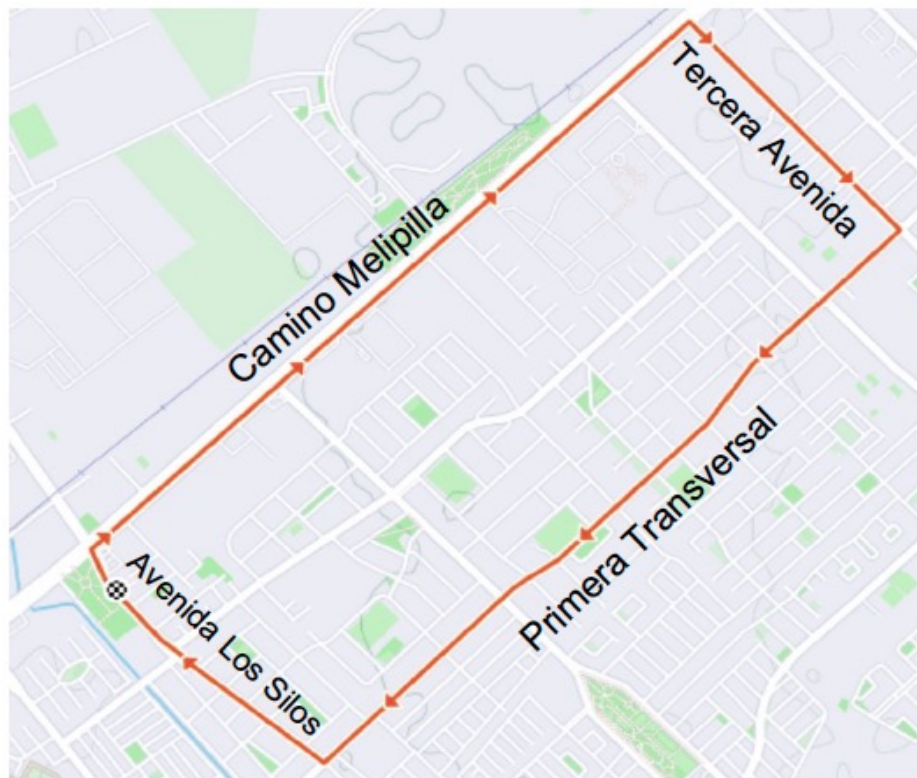 Tercera Avenida
Camino Melipilla
Primera Transversal
Avenida Los Silos